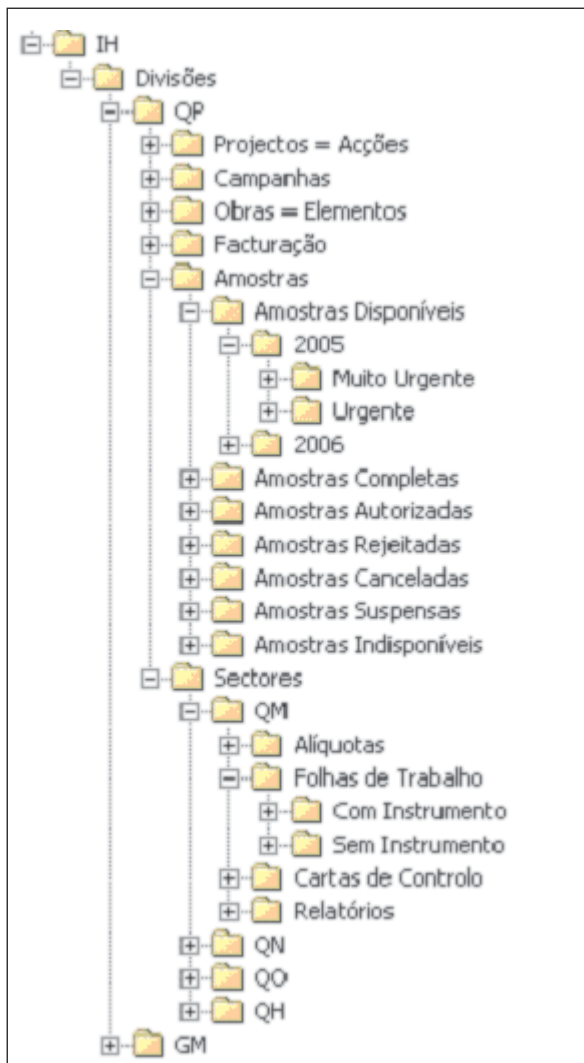 IH
Divisões
QP
Projectos = Acções
Campanhas
Obras = Elementos
Facturação
Amostras
Amostras Disponíveis
2005
Muito Urgente
Urgente
2006
Amostras Completas
Amostras Autorizadas
Amostras Rejeitadas
Amostras Canceladas
Amostras Suspensas
Amostras Indisponíveis
Sectores
QMI
Alíquotas
Folhas de Trabalho
Com Instrumento
Sem Instrumento
Cartas de Controlo
Relatórios
QN
QO
QH
GM